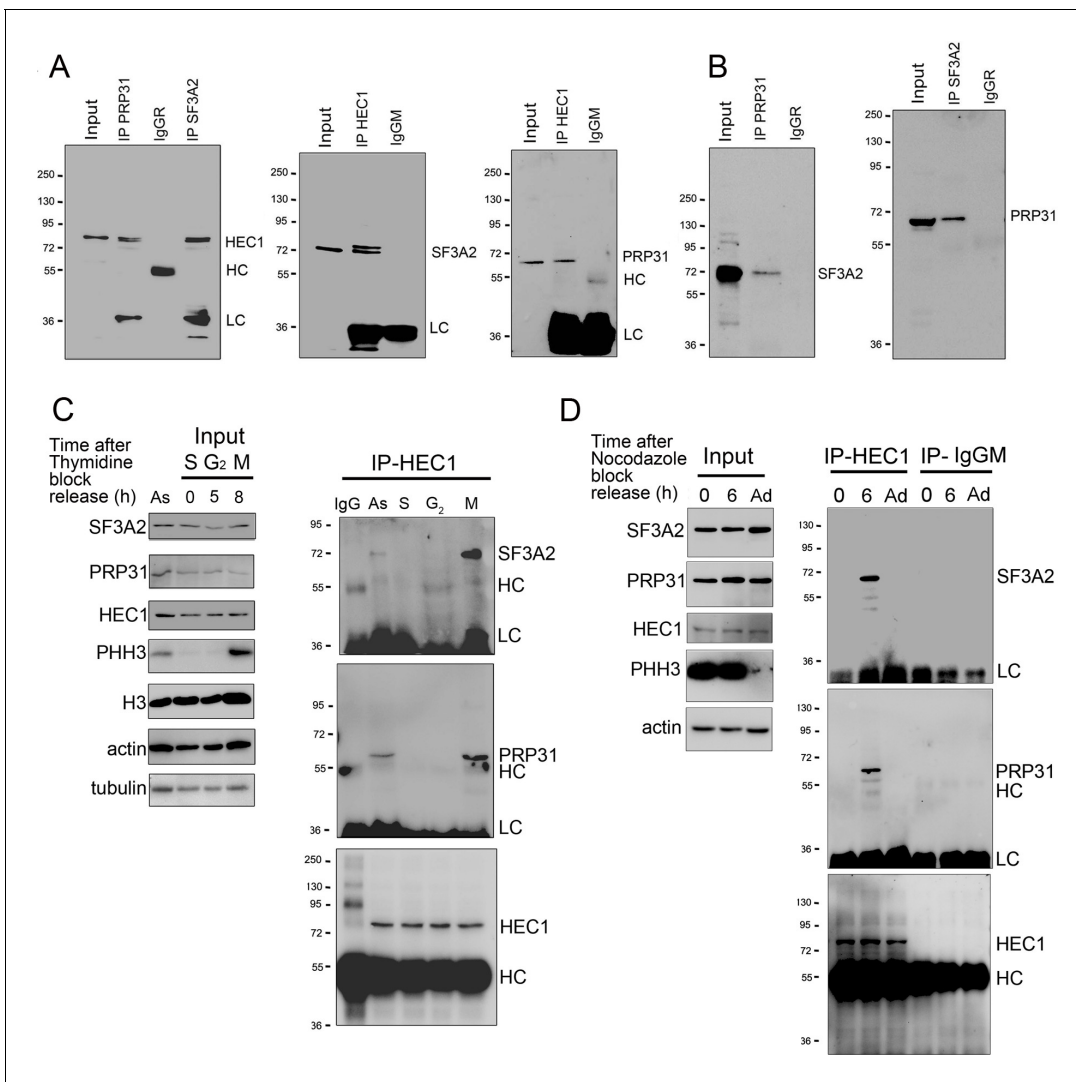 A
Input
IP PRP31
IgGR
IP SF3A2
250
130
95
72
55
36
HEC1
HC
LC
Input
IP HEC1
IgGM
250
130
95
72
55
36
SF3A2
LC
Input
IP HEC1
IgGM
250
130
95
72
55
36
PRP31
HC
LC
B
Input
IP PRP31
IgGR
250
130
95
72
55
36
SF3A2
Input
IP SF3A2
IgGR
250
130
95
72
55
36
PRP31
C
Time after
Thymidine
block
release (h)
Input
S G2 M
As 0 5 8
SF3A2
PRP31
HEC1
PHH3
H3
actin
tubulin
IP-HEC1
IgG As S G2 M
95
72
55
36
SF3A2
HC
LC
95
72
55
36
PRP31
HC
LC
250
130
95
72
55
36
HEC1
HC
D
Time after
Nocodazole
block
release (h)
Input
0 6 Ad
SF3A2
PRP31
HEC1
PHH3
actin
IP-HEC1 IP- IgGM
0 6 Ad 0 6 Ad
130
95
72
55
36
SF3A2
LC
130
95
72
55
36
PRP31
HC
LC
130
95
72
55
36
HEC1
HC